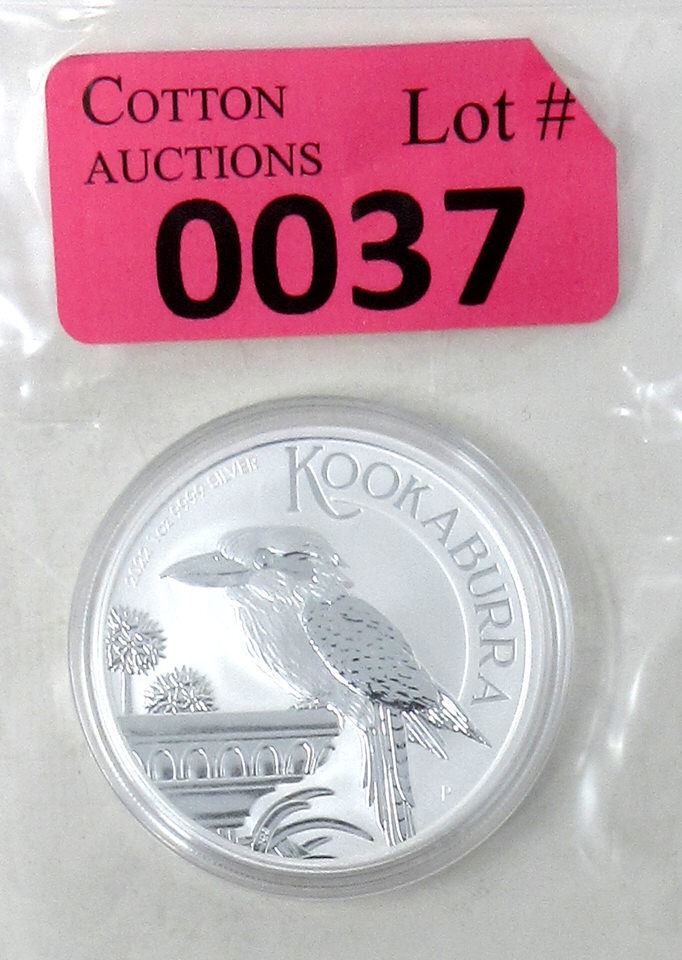 COTTON
AUCTIONS
Lot #
0037
2022 1oz 9999 SILVER
KOOKABURRA
P